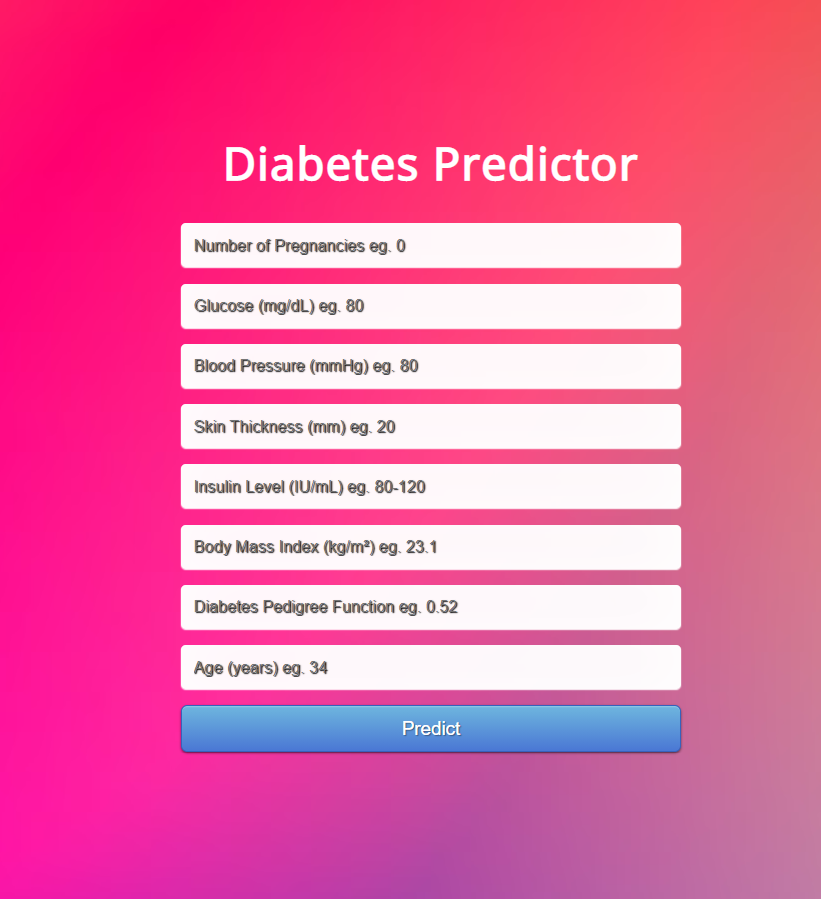 Diabetes Predictor
Number of Pregnancies eg. 0
Glucose (mg/dL) eg. 80
Blood Pressure (mmHg) eg. 80
Skin Thickness (mm) eg. 20
Insulin Level (IU/mL) eg. 80-120
Body Mass Index (kg/m²) eg. 23.1
Diabetes Pedigree Function eg. 0.52
Age (years) eg. 34
Predict